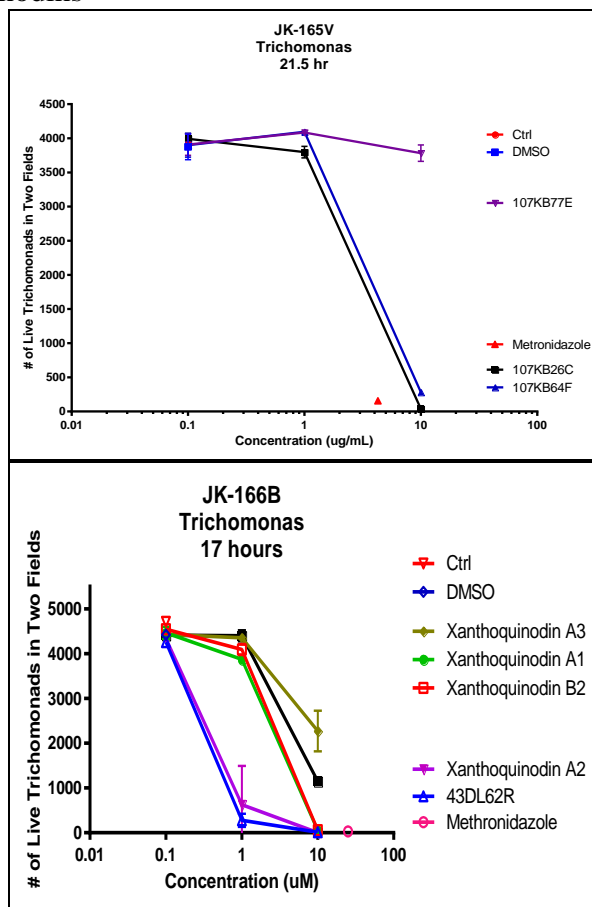 JK-165V
Trichomonas
21.5 hr
# of Live Trichomonads in Two Fields
4500
4000
3500
3000
2500
2000
1500
1000
500
0
0.01
0.1
1
10
100
Concentration (ug/mL)
Ctrl
DMSO
107KB77E
Metronidazole
107KB26C
107KB64F
JK-166B
Trichomonas
17 hours
# of Live Trichomonads in Two Fields
5000
4000
3000
2000
1000
0
0.01
0.1
1
10
100
Concentration (uM)
Ctrl
DMSO
Xanthoquinodin A3
Xanthoquinodin A1
Xanthoquinodin B2
Xanthoquinodin A2
43DL62R
Methronidazole